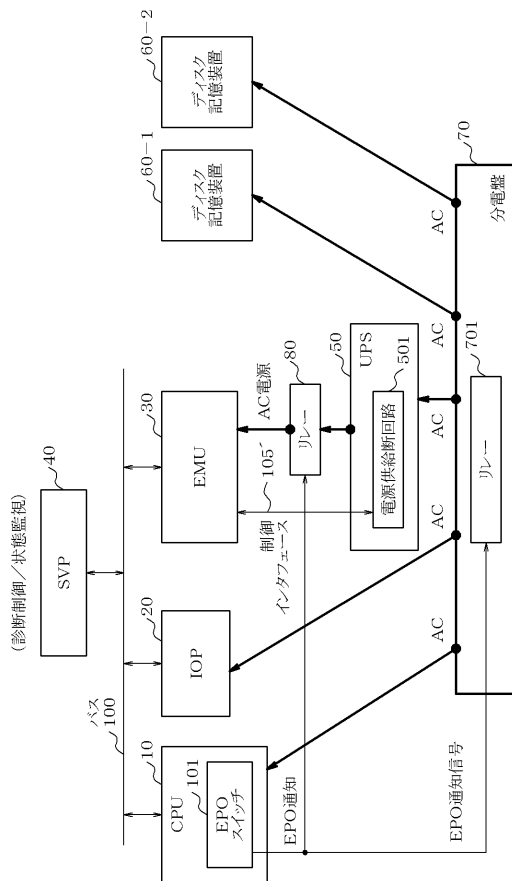 (診断制御/状態監視)
SVP
40
バス
100
CPU
10
EPO
スイッチ
101
IOP
20
EMU
30
AC電源
リレー
80
105´
制御
インタフェース
UPS
50
電源供給断回路
501
ディスク
記憶装置
60-1
ディスク
記憶装置
60-2
EPO通知
EPO通知信号
AC
AC
AC
AC
AC
リレー
701
分電盤
70